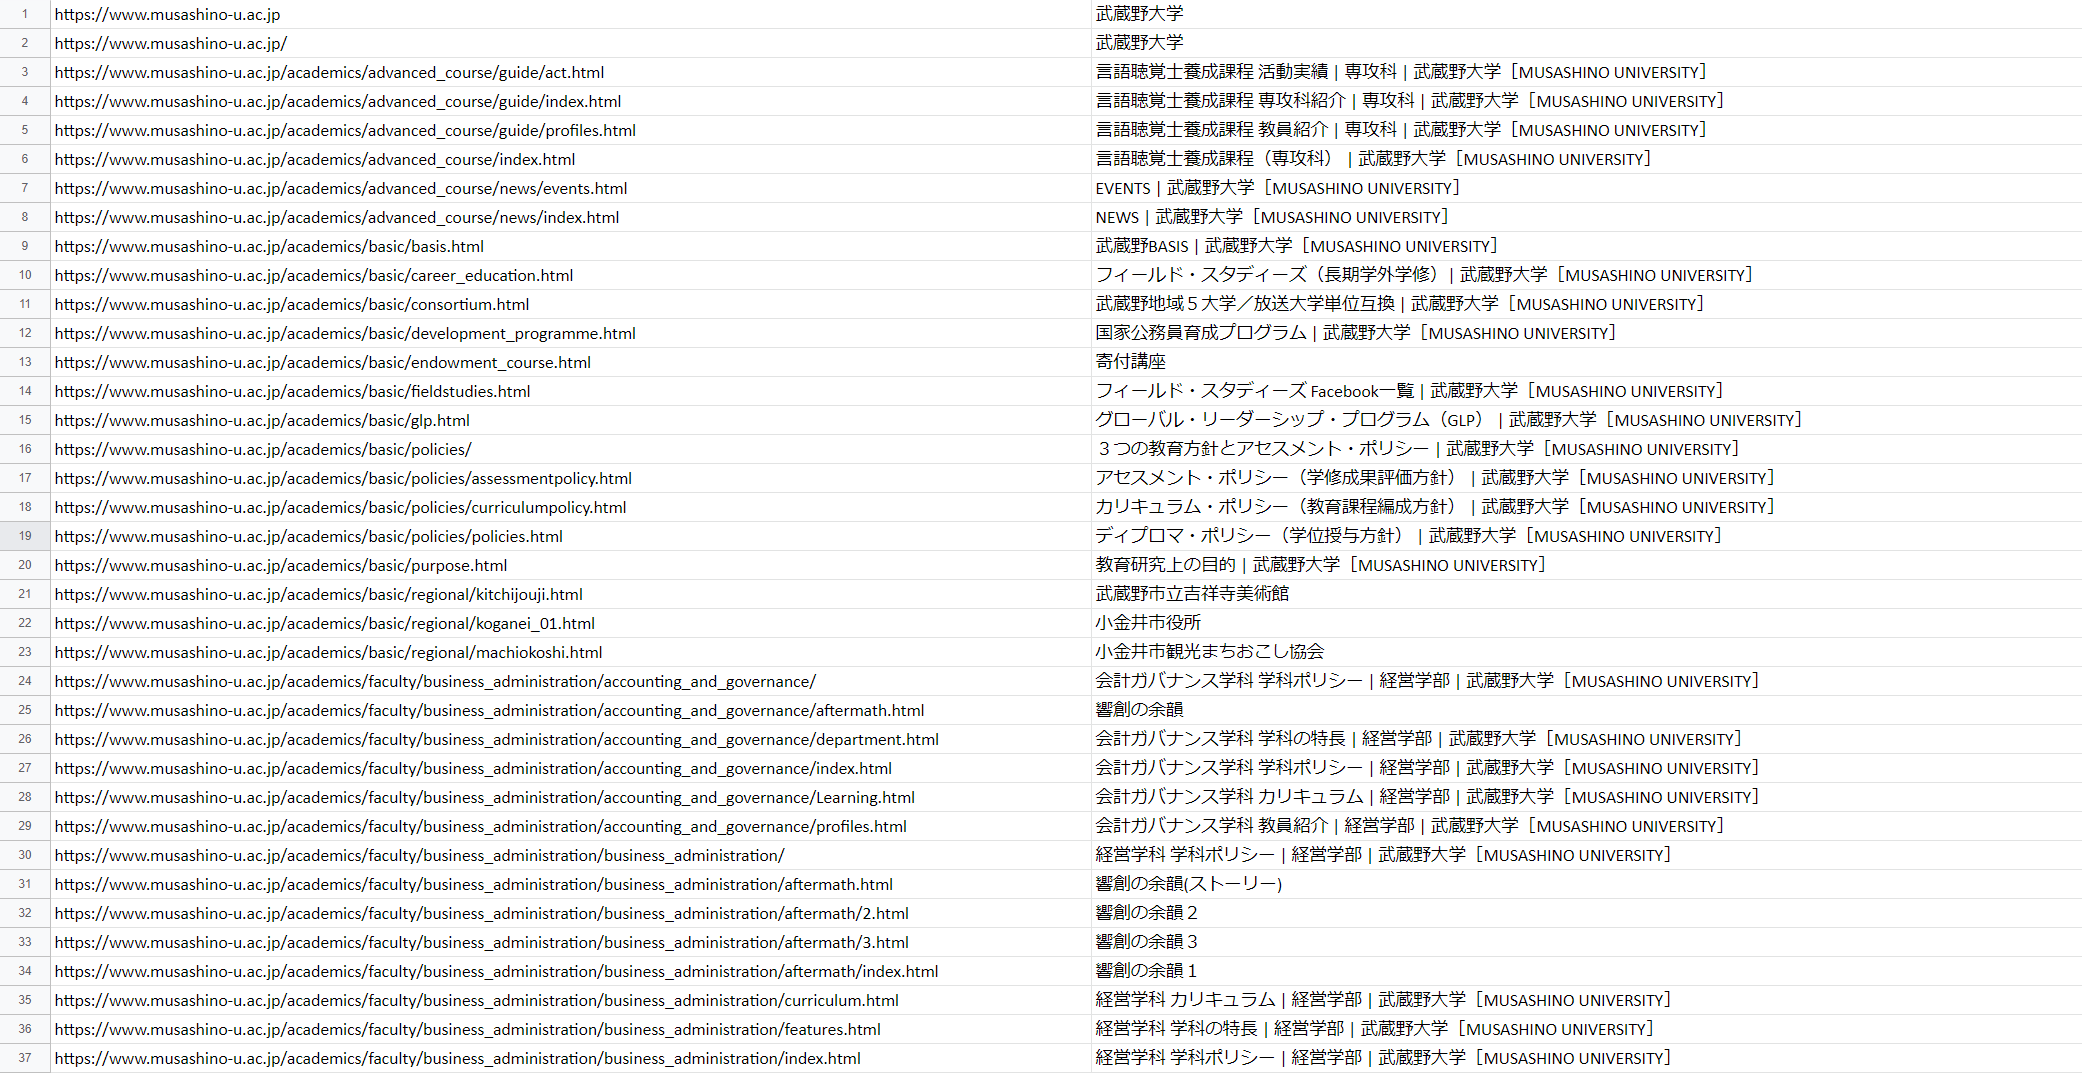 1 https://www.musashino-u.ac.jp 武蔵野大学
2 https://www.musashino-u.ac.jp/ 武蔵野大学
3 https://www.musashino-u.ac.jp/academics/advanced_course/guide/act.html 言語聴覚士養成課程 活動実績 | 専攻科 | 武蔵野大学［MUSASHINO UNIVERSITY］
4 https://www.musashino-u.ac.jp/academics/advanced_course/guide/index.html 言語聴覚士養成課程 専攻科紹介 | 専攻科 | 武蔵野大学［MUSASHINO UNIVERSITY］
5 https://www.musashino-u.ac.jp/academics/advanced_course/guide/profiles.html 言語聴覚士養成課程 教員紹介 | 専攻科 | 武蔵野大学［MUSASHINO UNIVERSITY］
6 https://www.musashino-u.ac.jp/academics/advanced_course/index.html 言語聴覚士養成課程（専攻科） | 武蔵野大学［MUSASHINO UNIVERSITY］
7 https://www.musashino-u.ac.jp/academics/advanced_course/news/events.html EVENTS | 武蔵野大学［MUSASHINO UNIVERSITY］
8 https://www.musashino-u.ac.jp/academics/advanced_course/news/index.html NEWS | 武蔵野大学［MUSASHINO UNIVERSITY］
9 https://www.musashino-u.ac.jp/academics/basic/basis.html 武蔵野BASIS | 武蔵野大学［MUSASHINO UNIVERSITY］
10 https://www.musashino-u.ac.jp/academics/basic/career_education.html フィールド・スタディーズ（長期学外学修）| 武蔵野大学［MUSASHINO UNIVERSITY］
11 https://www.musashino-u.ac.jp/academics/basic/consortium.html 武蔵野地域５大学／放送大学単位互換 | 武蔵野大学［MUSASHINO UNIVERSITY］
12 https://www.musashino-u.ac.jp/academics/basic/development_programme.html 国家公務員育成プログラム | 武蔵野大学［MUSASHINO UNIVERSITY］
13 https://www.musashino-u.ac.jp/academics/basic/endowment_course.html 寄付講座
14 https://www.musashino-u.ac.jp/academics/basic/fieldstudies.html フィールド・スタディーズ Facebook一覧 | 武蔵野大学［MUSASHINO UNIVERSITY］
15 https://www.musashino-u.ac.jp/academics/basic/glp.html グローバル・リーダーシップ・プログラム（GLP） | 武蔵野大学［MUSASHINO UNIVERSITY］
16 https://www.musashino-u.ac.jp/academics/basic/policies/ ３つの教育方針とアセスメント・ポリシー | 武蔵野大学［MUSASHINO UNIVERSITY］
17 https://www.musashino-u.ac.jp/academics/basic/policies/assessmentpolicy.html アセスメント・ポリシー（学修成果評価方針） | 武蔵野大学［MUSASHINO UNIVERSITY］
18 https://www.musashino-u.ac.jp/academics/basic/policies/curriculumpolicy.html カリキュラム・ポリシー（教育課程編成方針） | 武蔵野大学［MUSASHINO UNIVERSITY］
19 https://www.musashino-u.ac.jp/academics/basic/policies/policies.html ディプロマ・ポリシー（学位授与方針） | 武蔵野大学［MUSASHINO UNIVERSITY］
20 https://www.musashino-u.ac.jp/academics/basic/purpose.html 教育研究上の目的 | 武蔵野大学［MUSASHINO UNIVERSITY］
21 https://www.musashino-u.ac.jp/academics/basic/regional/kitchijouji.html 武蔵野市立吉祥寺美術館
22 https://www.musashino-u.ac.jp/academics/basic/regional/koganei_01.html 小金井市役所
23 https://www.musashino-u.ac.jp/academics/basic/regional/machiokoshi.html 小金井市観光まちおこし協会
24 https://www.musashino-u.ac.jp/academics/faculty/business_administration/accounting_and_governance/ 会計ガバナンス学科 学科ポリシー | 経営学部 | 武蔵野大学［MUSASHINO UNIVERSITY］
25 https://www.musashino-u.ac.jp/academics/faculty/business_administration/accounting_and_governance/aftermath.html 響創の余韻
26 https://www.musashino-u.ac.jp/academics/faculty/business_administration/accounting_and_governance/department.html 会計ガバナンス学科 学科の特長 | 経営学部 | 武蔵野大学［MUSASHINO UNIVERSITY］
27 https://www.musashino-u.ac.jp/academics/faculty/business_administration/accounting_and_governance/index.html 会計ガバナンス学科 学科ポリシー | 経営学部 | 武蔵野大学［MUSASHINO UNIVERSITY］
28 https://www.musashino-u.ac.jp/academics/faculty/business_administration/accounting_and_governance/Learning.html 会計ガバナンス学科 カリキュラム | 経営学部 | 武蔵野大学［MUSASHINO UNIVERSITY］
29 https://www.musashino-u.ac.jp/academics/faculty/business_administration/accounting_and_governance/profiles.html 会計ガバナンス学科 教員紹介 | 経営学部 | 武蔵野大学［MUSASHINO UNIVERSITY］
30 https://www.musashino-u.ac.jp/academics/faculty/business_administration/business_administration/ 経営学科 学科ポリシー | 経営学部 | 武蔵野大学［MUSASHINO UNIVERSITY］
31 https://www.musashino-u.ac.jp/academics/faculty/business_administration/business_administration/aftermath.html 響創の余韻(ストーリー)
32 https://www.musashino-u.ac.jp/academics/faculty/business_administration/business_administration/aftermath/2.html 響創の余韻２
33 https://www.musashino-u.ac.jp/academics/faculty/business_administration/business_administration/aftermath/3.html 響創の余韻３
34 https://www.musashino-u.ac.jp/academics/faculty/business_administration/business_administration/aftermath/index.html 響創の余韻１
35 https://www.musashino-u.ac.jp/academics/faculty/business_administration/business_administration/curriculum.html 経営学科 カリキュラム | 経営学部 | 武蔵野大学［MUSASHINO UNIVERSITY］
36 https://www.musashino-u.ac.jp/academics/faculty/business_administration/business_administration/features.html 経営学科 学科の特長 | 経営学部 | 武蔵野大学［MUSASHINO UNIVERSITY］
37 https://www.musashino-u.ac.jp/academics/faculty/business_administration/business_administration/index.html 経営学科 学科ポリシー | 経営学部 | 武蔵野大学［MUSASHINO UNIVERSITY］